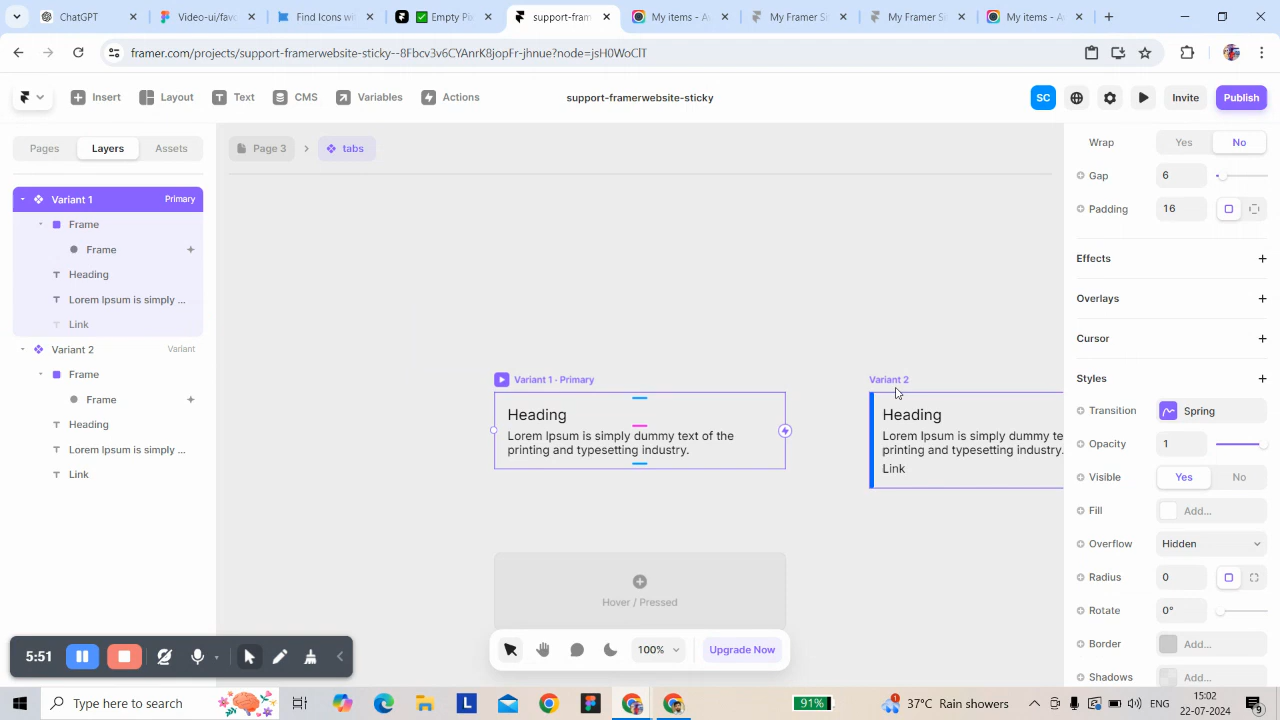 ChatGPT
Video-ui/favo
Find Icons wit
Empty Pi
support-fram
My items - A
My Framer Si
My Framer Si
My items - A
framer.com/projects/support-framerwebsite-sticky--8Fbcv3v6CYAnrK8jopFr-jhnue?node=jsH0WoClT
Insert Layout Text CMS Variables Actions
support-framerwebsite-sticky
SC
Invite
Publish
Pages Layers Assets
Page 3 tabs
Variant 1 Primary
Frame
Frame
Heading
Lorem Ipsum is simply ...
Link
Variant 2 Variant
Frame
Frame
Heading
Lorem Ipsum is simply ...
Link
Variant 1 · Primary
Heading
Lorem Ipsum is simply dummy text of the
printing and typesetting industry.
Variant 2
Heading
Lorem Ipsum is simply dummy te
printing and typesetting industry.
Link
Hover / Pressed
100%
Upgrade Now
Wrap Yes No
Gap 6
Padding 16
Effects
Overlays
Cursor
Styles
Transition Spring
Opacity 1
Visible Yes No
Fill Add...
Overflow Hidden
Radius 0
Rotate 0°
Border Add...
Shadows Add...
5:51
Type here to search
91%
37°C Rain showers
ENG
15:02
22-07-2024